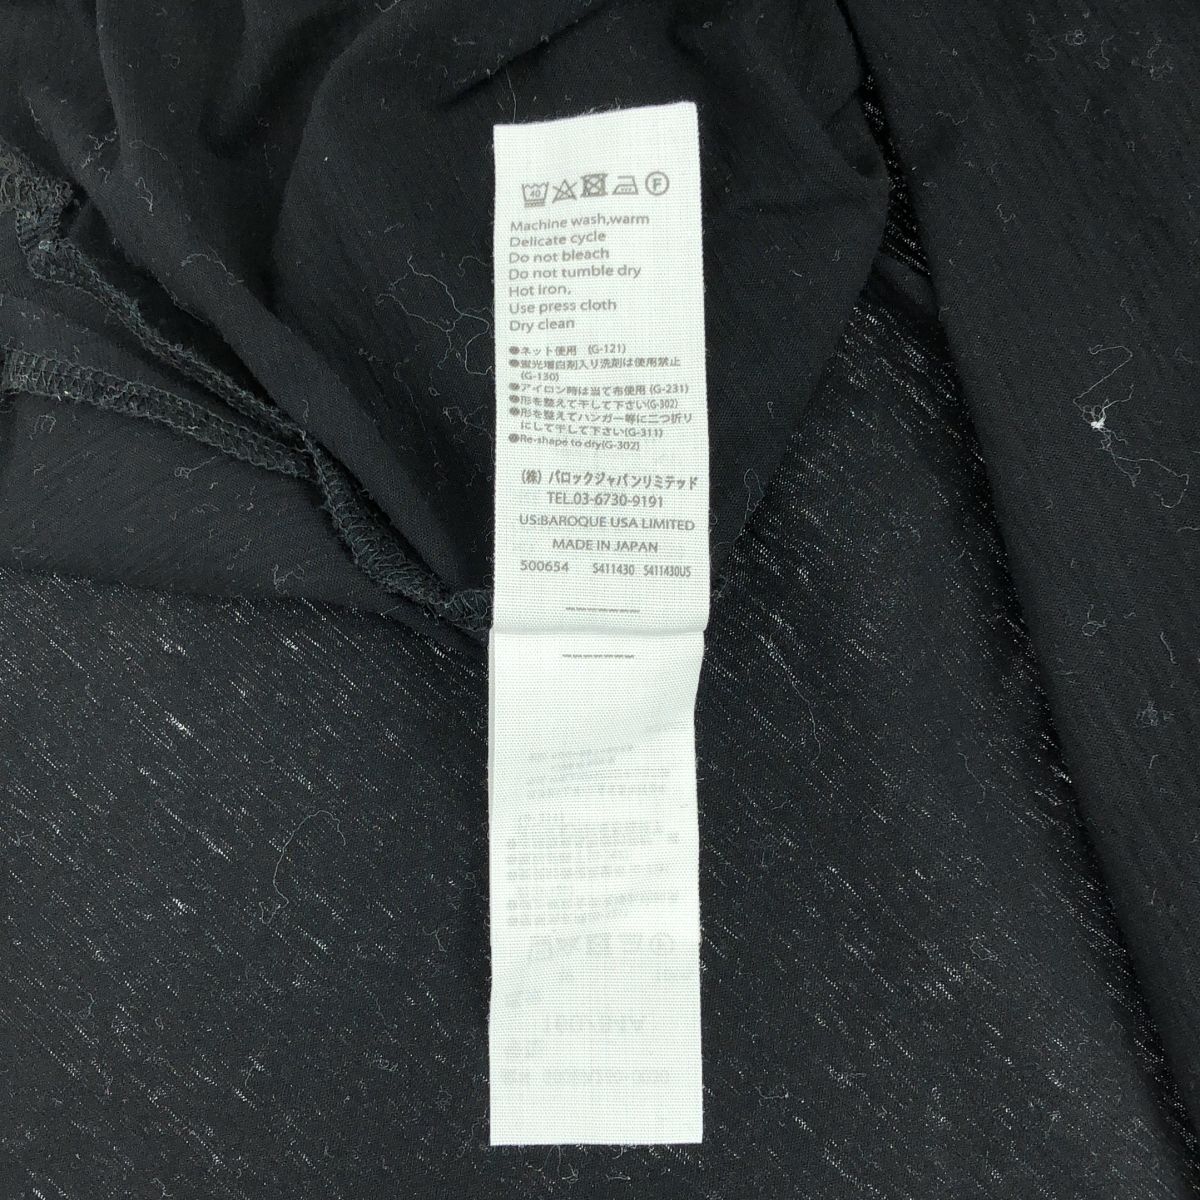 40 F
Machine wash,warm
Delicate cycle
Do not bleach
Do not tumble dry
Hot iron,
Use press cloth
Dry clean
●ネット使用 (G-121)
●蛍光増白剤入り洗剤は使用禁止
(G-130)
●アイロン時は当て布使用 (G-231)
●形を整えて干して下さい(G-302)
●形を整えてハンガー等に二つ折り
にして干して下さい(G-311)
●Re-shape to dry(G-302)
(株) バロックジャパンリミテッド
TEL.03-6730-9191
US:BAROQUE USA LIMITED
MADE IN JAPAN
500654 S411430 S411430US